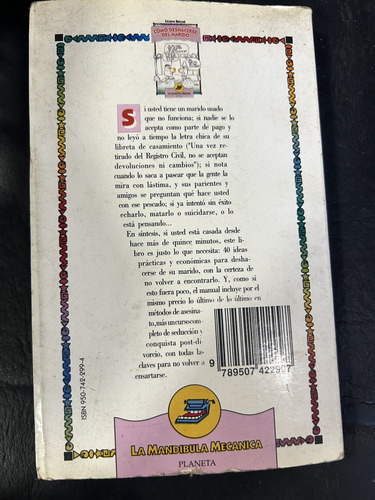 COMO DESHACERSE
DEL MARIDO
Si usted tiene un marido usado
que no funciona; si nadie se lo
acepta como parte de pago y
no leyó a tiempo la letra chica de su
libreta de casamiento ("Una vez re-
tirado del Registro Civil, no se aceptan
devoluciones ni cambios"); si nota
cuando lo saca a pasear que la gente la
mira con lástima, y sus parientes y
amigos se preguntan qué hace usted
con ese pescado; si ya intentó sin éxito
echarlo, matarlo o suicidarse, o lo
está pensando...
En síntesis, si usted está casada desde
hace más de quince minutos, este li-
bro es justo lo que necesita: 40 ideas
prácticas y económicas para desha-
cerse de su marido, con la certeza de
no volver a encontrarlo. Y, como si
esto fuera poco, el manual incluye por el
mismo precio lo último de lo último en
métodos de asesina-
to, más un curso com-
pleto de seducción y
conquista post-di-
vorcio, con todas las
claves para no volver a
ensartarse.
9 789507 422997
ISBN 950-742-299-4
LA MANDIBULA MECANICA
PLANETA